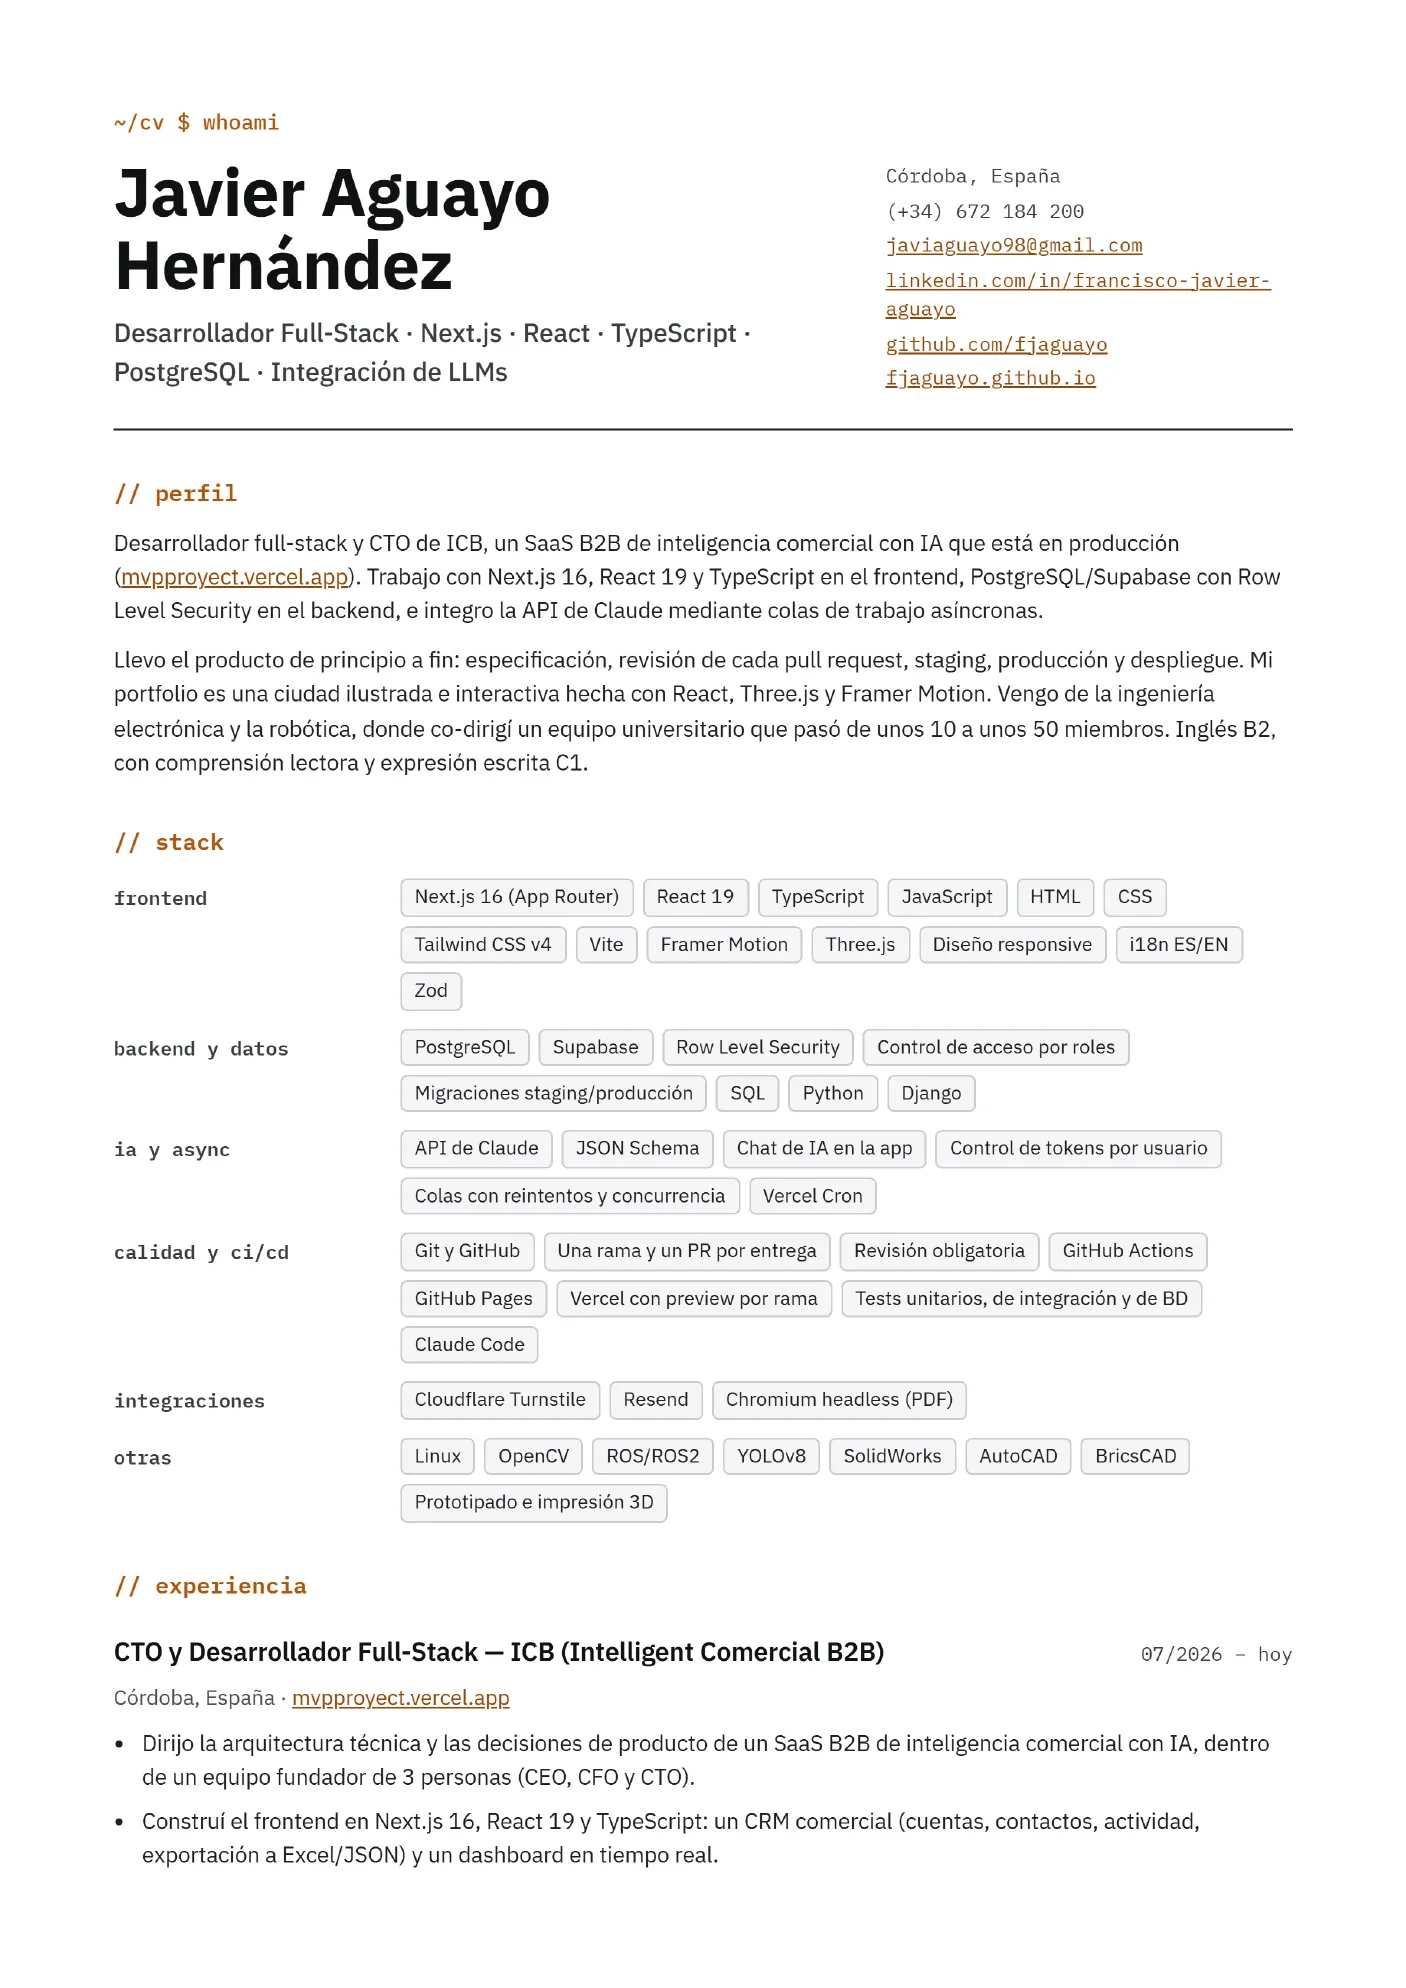 ~/cv $ whoami
Javier Aguayo
Hernández
Desarrollador Full-Stack · Next.js · React · TypeScript ·
PostgreSQL · Integración de LLMs
Córdoba, España
(+34) 672 184 200
javiaguayo98@gmail.com
linkedin.com/in/francisco-javier-
aguayo
github.com/fjaguayo
fjaguayo.github.io
// perfil
Desarrollador full-stack y CTO de ICB, un SaaS B2B de inteligencia comercial con IA que está en producción
(mvpproyect.vercel.app). Trabajo con Next.js 16, React 19 y TypeScript en el frontend, PostgreSQL/Supabase con Row
Level Security en el backend, e integro la API de Claude mediante colas de trabajo asíncronas.
Llevo el producto de principio a fin: especificación, revisión de cada pull request, staging, producción y despliegue. Mi
portfolio es una ciudad ilustrada e interactiva hecha con React, Three.js y Framer Motion. Vengo de la ingeniería
electrónica y la robótica, donde co-dirigí un equipo universitario que pasó de unos 10 a unos 50 miembros. Inglés B2,
con comprensión lectora y expresión escrita C1.
// stack
frontend
Next.js 16 (App Router) React 19 TypeScript JavaScript HTML CSS
Tailwind CSS v4 Vite Framer Motion Three.js Diseño responsive i18n ES/EN
Zod
backend y datos
PostgreSQL Supabase Row Level Security Control de acceso por roles
Migraciones staging/producción SQL Python Django
ia y async
API de Claude JSON Schema Chat de IA en la app Control de tokens por usuario
Colas con reintentos y concurrencia Vercel Cron
calidad y ci/cd
Git y GitHub Una rama y un PR por entrega Revisión obligatoria GitHub Actions
GitHub Pages Vercel con preview por rama Tests unitarios, de integración y de BD
Claude Code
integraciones
Cloudflare Turnstile Resend Chromium headless (PDF)
otras
Linux OpenCV ROS/ROS2 YOLOv8 SolidWorks AutoCAD BricsCAD
Prototipado e impresión 3D
// experiencia
CTO y Desarrollador Full-Stack — ICB (Intelligent Comercial B2B) 07/2026 – hoy
Córdoba, España · mvpproyect.vercel.app
• Dirijo la arquitectura técnica y las decisiones de producto de un SaaS B2B de inteligencia comercial con IA, dentro
de un equipo fundador de 3 personas (CEO, CFO y CTO).
• Construí el frontend en Next.js 16, React 19 y TypeScript: un CRM comercial (cuentas, contactos, actividad,
exportación a Excel/JSON) y un dashboard en tiempo real.